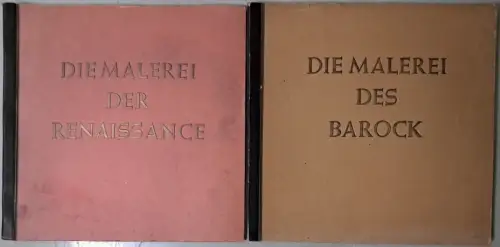 DIE MALEREI
DER
RENAISSANCE
DIE MALEREI
DES
BAROCK